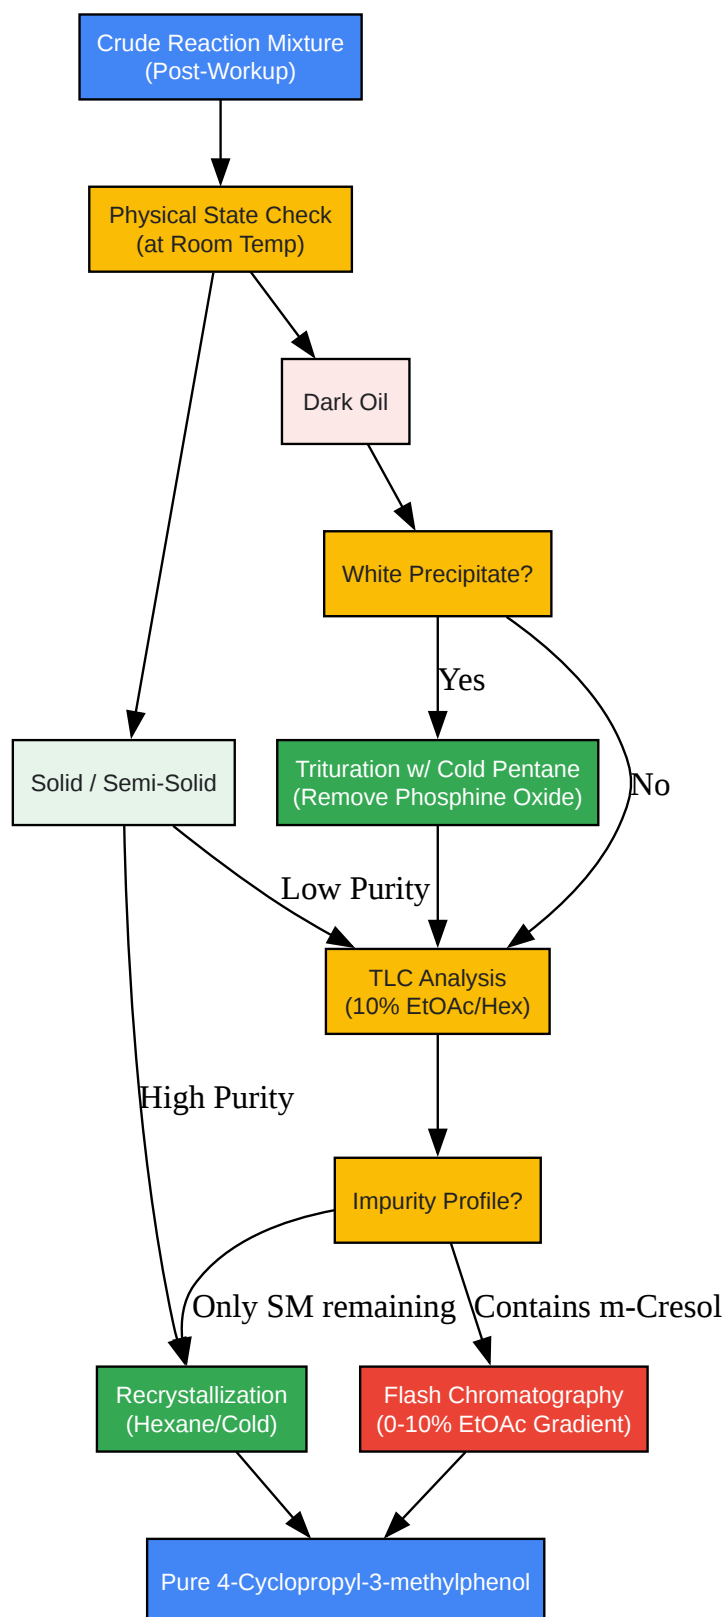 Crude Reaction Mixture
(Post-Workup)
Physical State Check
(at Room Temp)
Dark Oil
White Precipitate?
Yes
No
Solid / Semi-Solid
Trituration w/ Cold Pentane
(Remove Phosphine Oxide)
Low Purity
TLC Analysis
(10% EtOAc/Hex)
High Purity
Impurity Profile?
Only SM remaining
Contains m-Cresol
Recrystallization
(Hexane/Cold)
Flash Chromatography
(0-10% EtOAc Gradient)
Pure 4-Cyclopropyl-3-methylphenol